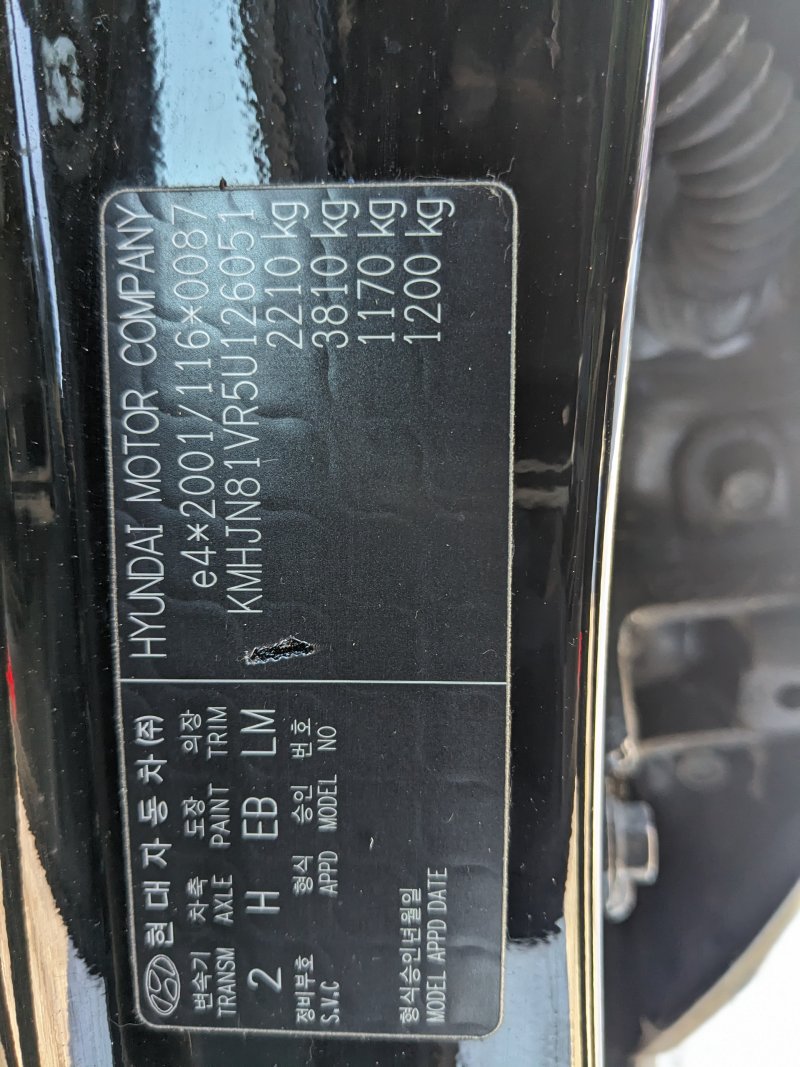 현대자동차(주)
변속기 차축 도장 의장
TRANSM AXLE PAINT TRIM
2 H EB LM
정비부호 형식 승인 번호
S.V.C APPD MODEL NO
형식승인년월일
MODEL APPD DATE
HYUNDAI MOTOR COMPANY
e4*2001/116*0087
KMHJN81VR5U126051
2210 kg
3810 kg
1170 kg
1200 kg